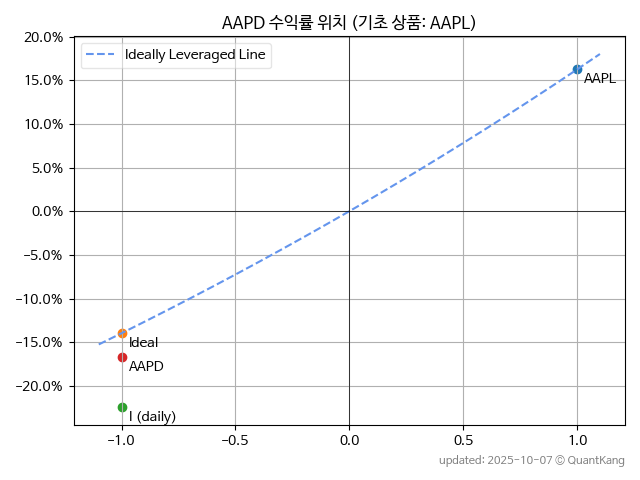 AAPD 수익률 위치 (기초 상품: AAPL)
20.0%
Ideally Leveraged Line
15.0%
AAPL
10.0%
5.0%
0.0%
−5.0%
−10.0%
−15.0%
Ideal
AAPD
−20.0%
I (daily)
−1.0 −0.5 0.0 0.5 1.0
updated: 2025-10-07 © QuantKang